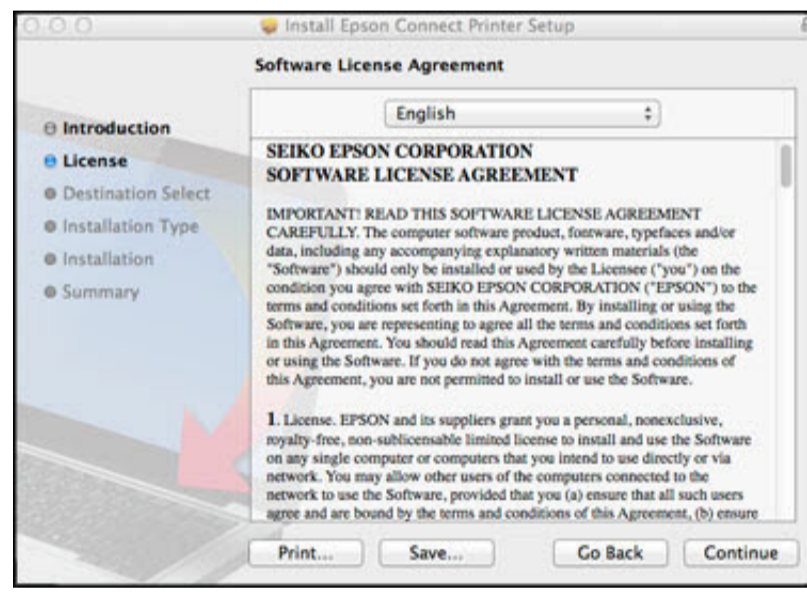 Install Epson Connect Printer Setup
Software License Agreement
Introduction
License
Destination Select
Installation Type
Installation
Summary
English
SEIKO EPSON CORPORATION
SOFTWARE LICENSE AGREEMENT
IMPORTANT! READ THIS SOFTWARE LICENSE AGREEMENT
CAREFULLY. The computer software product, fontware, typefaces and/or
data, including any accompanying explanatory written materials (the
"Software") should only be installed or used by the Licensee ("you") on the
condition you agree with SEIKO EPSON CORPORATION ("EPSON") to the
terms and conditions set forth in this Agreement. By installing or using the
Software, you are representing to agree all the terms and conditions set forth
in this Agreement. You should read this Agreement carefully before installing
or using the Software. If you do not agree with the terms and conditions of
this Agreement, you are not permitted to install or use the Software.
1. License. EPSON and its suppliers grant you a personal, nonexclusive,
royalty-free, non-sublicensable limited license to install and use the Software
on any single computer or computers that you intend to use directly or via
network. You may allow other users of the computers connected to the
network to use the Software, provided that you (a) ensure that all such users
agree and are bound by the terms and conditions of this Agreement, (b) ensure
Print... Save... Go Back Continue